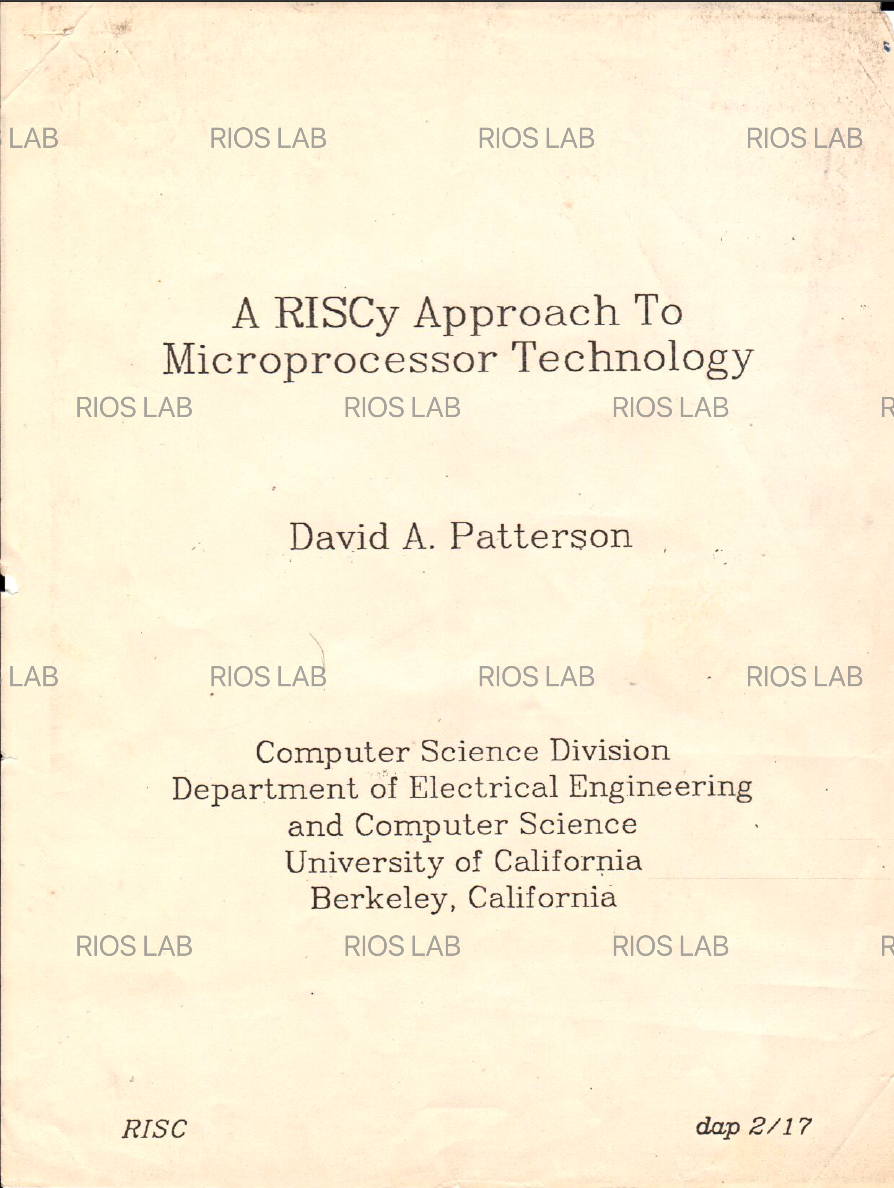 LAB RIOS LAB RIOS LAB RIOS LAB
A RISCy Approach To
Microprocessor Technology
RIOS LAB RIOS LAB RIOS LAB R
David A. Patterson
LAB RIOS LAB RIOS LAB RIOS LAB
Computer Science Division
Department of Electrical Engineering
and Computer Science
University of California
Berkeley, California
RIOS LAB RIOS LAB RIOS LAB R
RISC dap 2/17